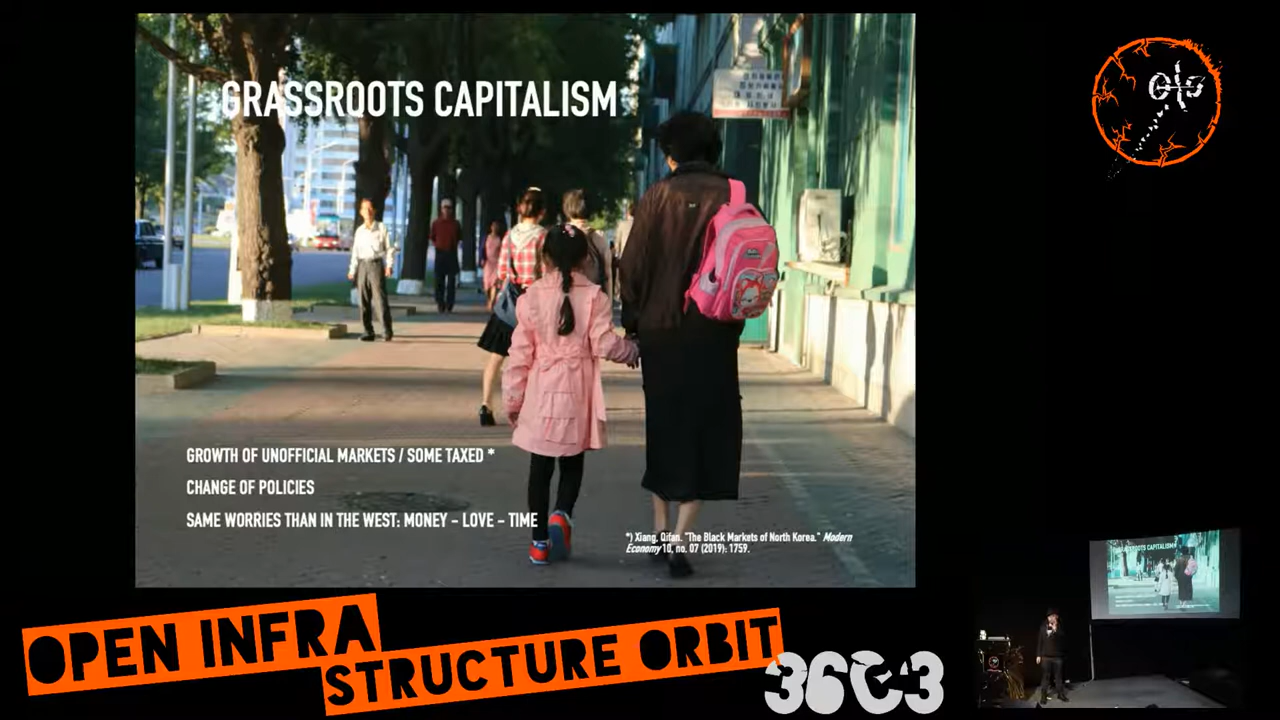 GRASSROOTS CAPITALISM
GROWTH OF UNOFFICIAL MARKETS / SOME TAXED *
CHANGE OF POLICIES
SAME WORRIES THAN IN THE WEST: MONEY – LOVE – TIME
*) Xiang, Qifan. "The Black Markets of North Korea." Modern
Economy 10, no. 07 (2019): 1759.
OPEN INFRA
STRUCTURE ORBIT
36C3
GRASSROOTS CAPITALISM